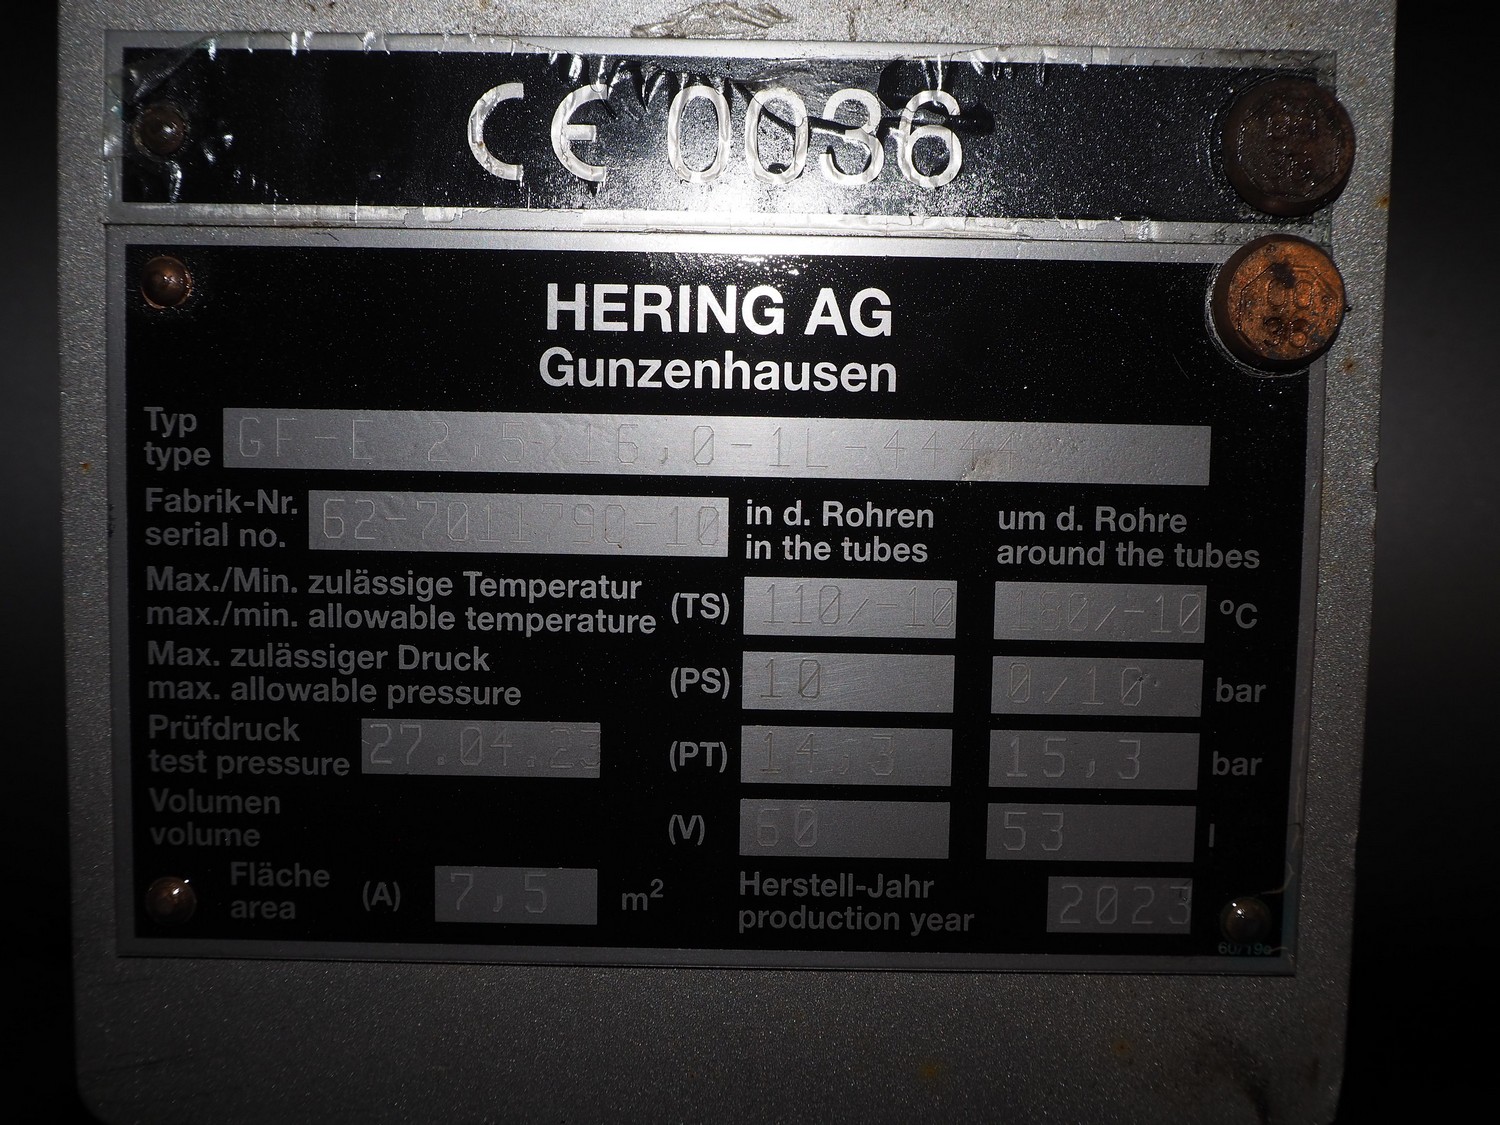 CE 0036
HERING AG
Gunzenhausen
Typ
type
GF-E 2,5/16,0-1L-4444
Fabrik-Nr.
serial no.
62-7011790-10
in d. Rohren
in the tubes
um d. Rohre
around the tubes
Max./Min. zulässige Temperatur
max./min. allowable temperature
(TS) 110/-10 °C
Max. zulässiger Druck
max. allowable pressure
(PS) 10 0/10 bar
Prüfdruck
test pressure
27.04.23 (PT) 14,3 15,3 bar
Volumen
volume
(V) 60 53 l
Fläche
area
(A) 7,5 m²
Herstell-Jahr
production year
2023
60/19a